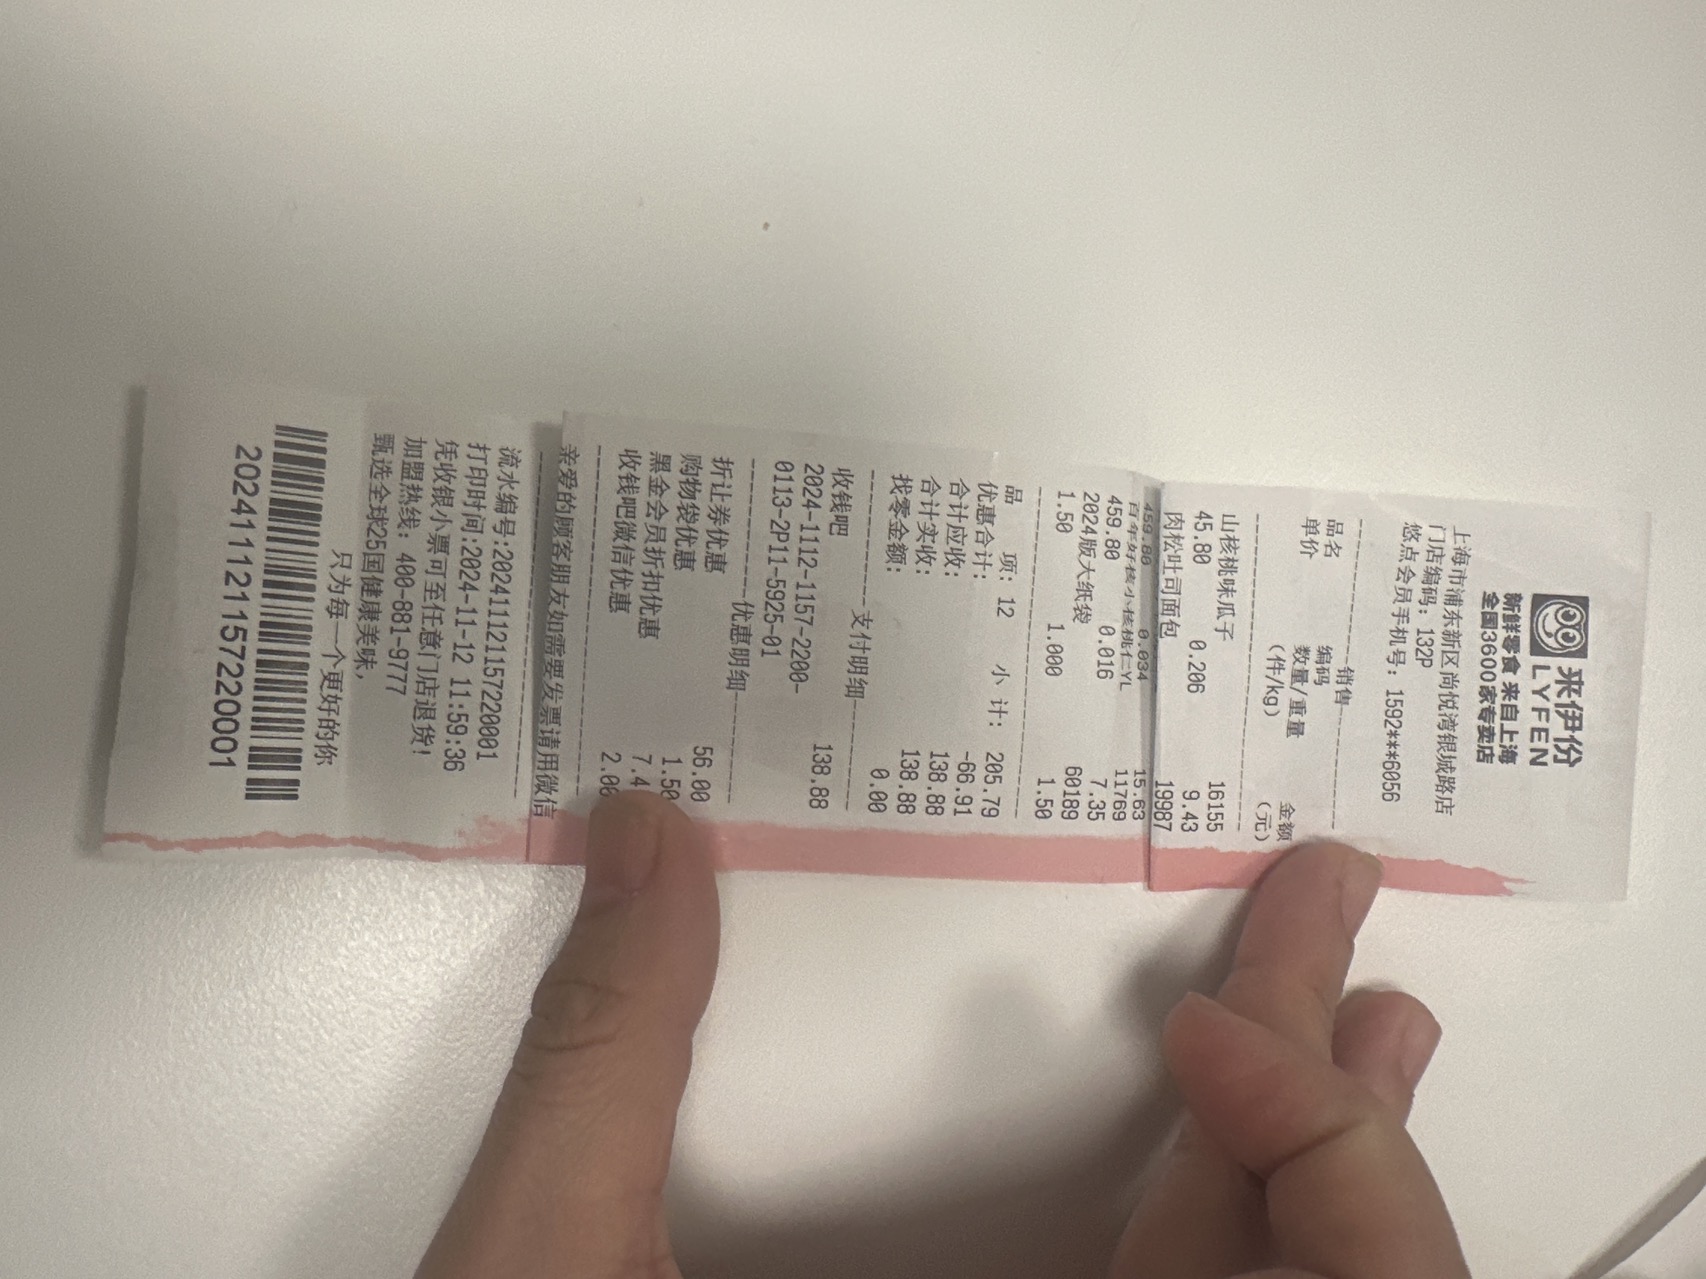 来伊份
LYFEN
新鲜零食 来自上海
全国3600家专卖店
上海市浦东新区尚悦湾银城路店
门店编码: 132P
悠点会员手机号: 1592***6056
销售
品名 编码
单价 数量/重量 金额
(件/kg) (元)
山核桃味瓜子 16155
45.80 0.206 9.43
肉松吐司面包 19987
459.80 0.034 15.63
百年好核小核桃仁YL 11769
459.80 0.016 7.35
2024版大纸袋 60189
1.50 1.000 1.50
品 项: 12 小 计: 205.79
优惠合计: -66.91
合计应收: 138.88
合计实收: 138.88
找零金额: 0.00
支付明细
收钱吧 138.88
2024-1112-1157-2200-
0113-2P11-5925-01
优惠明细
折让券优惠 56.00
购物袋优惠 1.50
黑金会员折扣优惠 7.41
收钱吧微信优惠 2.00
亲爱的顾客朋友如需要发票请用微信
流水编号:202411121157220001
打印时间:2024-11-12 11:59:36
凭收银小票可至任意门店退货!
加盟热线: 400-881-9777
甄选全球25国健康美味,
只为每一个更好的你
202411121157220001